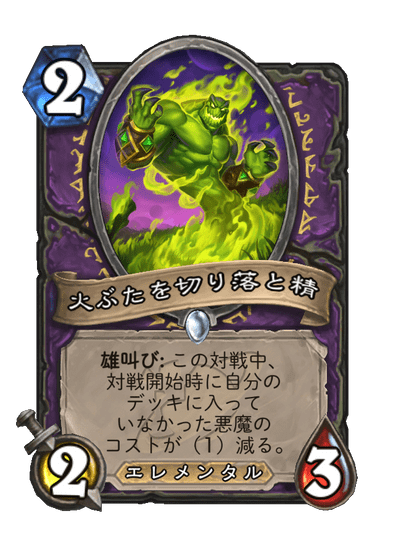 2
火ぶたを切り落と精
雄叫び: この対戦中、
対戦開始時に自分の
デッキに入って
いなかった悪魔の
コストが（1）減る。
2
エレメンタル
3